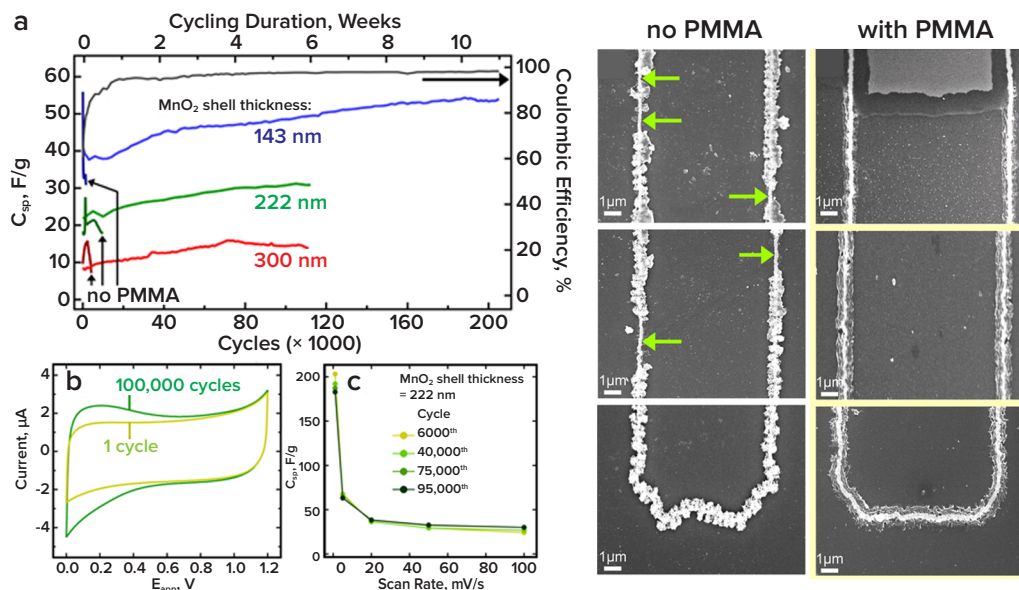 a
Cycling Duration, Weeks
0 2 4 6 8 10
60
50
40
30
20
10
0
C_sp, F/g
100
80
60
40
20
0
Coulombic Efficiency, %
MnO₂ shell thickness:
143 nm
222 nm
300 nm
no PMMA
0 40 80 120 160 200
Cycles (× 1000)
b
100,000 cycles
1 cycle
4
2
0
-2
-4
Current, µA
0.0 0.2 0.4 0.6 0.8 1.0 1.2
E_app, V
c
MnO₂ shell thickness
= 222 nm
Cycle
6000ᵗʰ
40,000ᵗʰ
75,000ᵗʰ
95,000ᵗʰ
200
150
100
50
0
C_sp, F/g
0 20 40 60 80 100
Scan Rate, mV/s
no PMMA
with PMMA
1µm
1µm
1µm
1µm
1µm
1µm